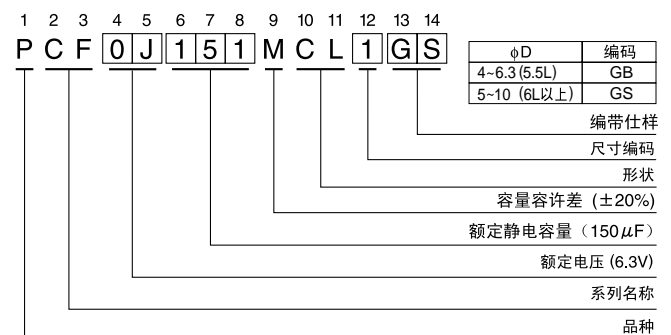 1 2 3 4 5 6 7 8 9 10 11 12 13 14
P C F 0 J 1 5 1 M C L 1 G S
φD 编码
4~6.3 (5.5L) GB
5~10 (6L以上) GS
编带仕样
尺寸编码
形状
容量容许差 (±20%)
额定静电容量（150μF）
额定电压 (6.3V)
系列名称
品种